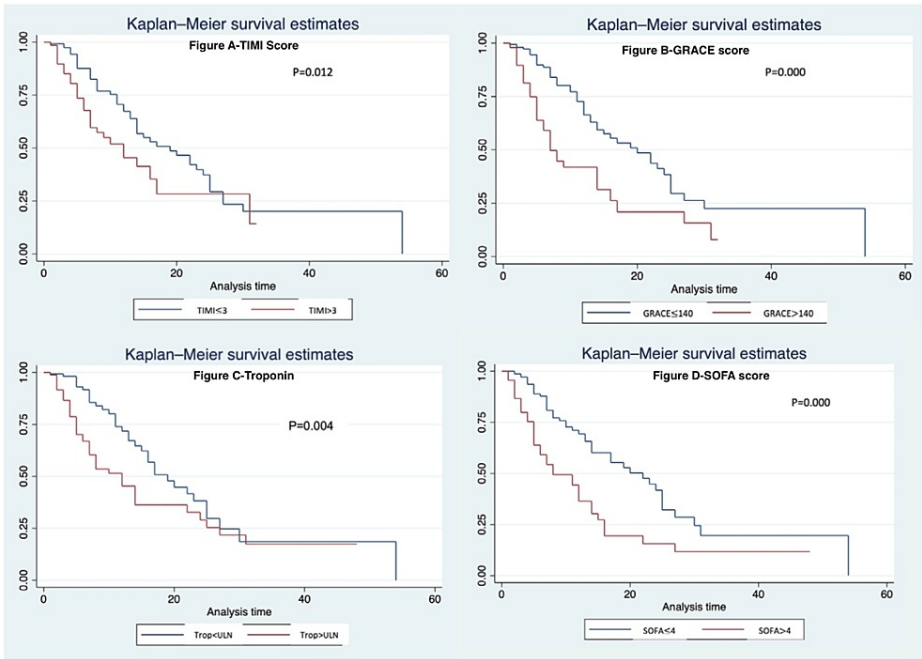 Kaplan–Meier survival estimates
Figure A-TIMI Score
P=0.012
1.00
0.75
0.50
0.25
0.00
0 20 40 60
Analysis time
TIMI≤3 TIMI>3
Kaplan–Meier survival estimates
Figure B-GRACE score
P=0.000
1.00
0.75
0.50
0.25
0.00
0 20 40 60
Analysis time
GRACE≤140 GRACE>140
Kaplan–Meier survival estimates
Figure C-Troponin
P=0.004
1.00
0.75
0.50
0.25
0.00
0 20 40 60
Analysis time
Trop<ULN Trop>ULN
Kaplan–Meier survival estimates
Figure D-SOFA score
P=0.000
1.00
0.75
0.50
0.25
0.00
0 20 40 60
Analysis time
SOFA≤4 SOFA>4